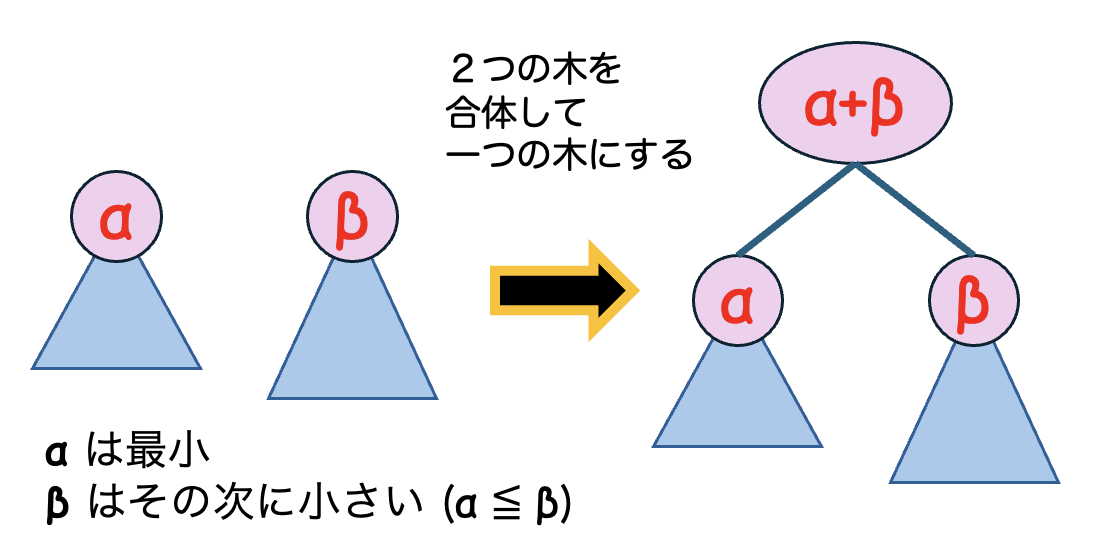 ２つの木を
合体して
一つの木にする
α+β
α
β
α
β
α は最小
β はその次に小さい (α ≦ β)